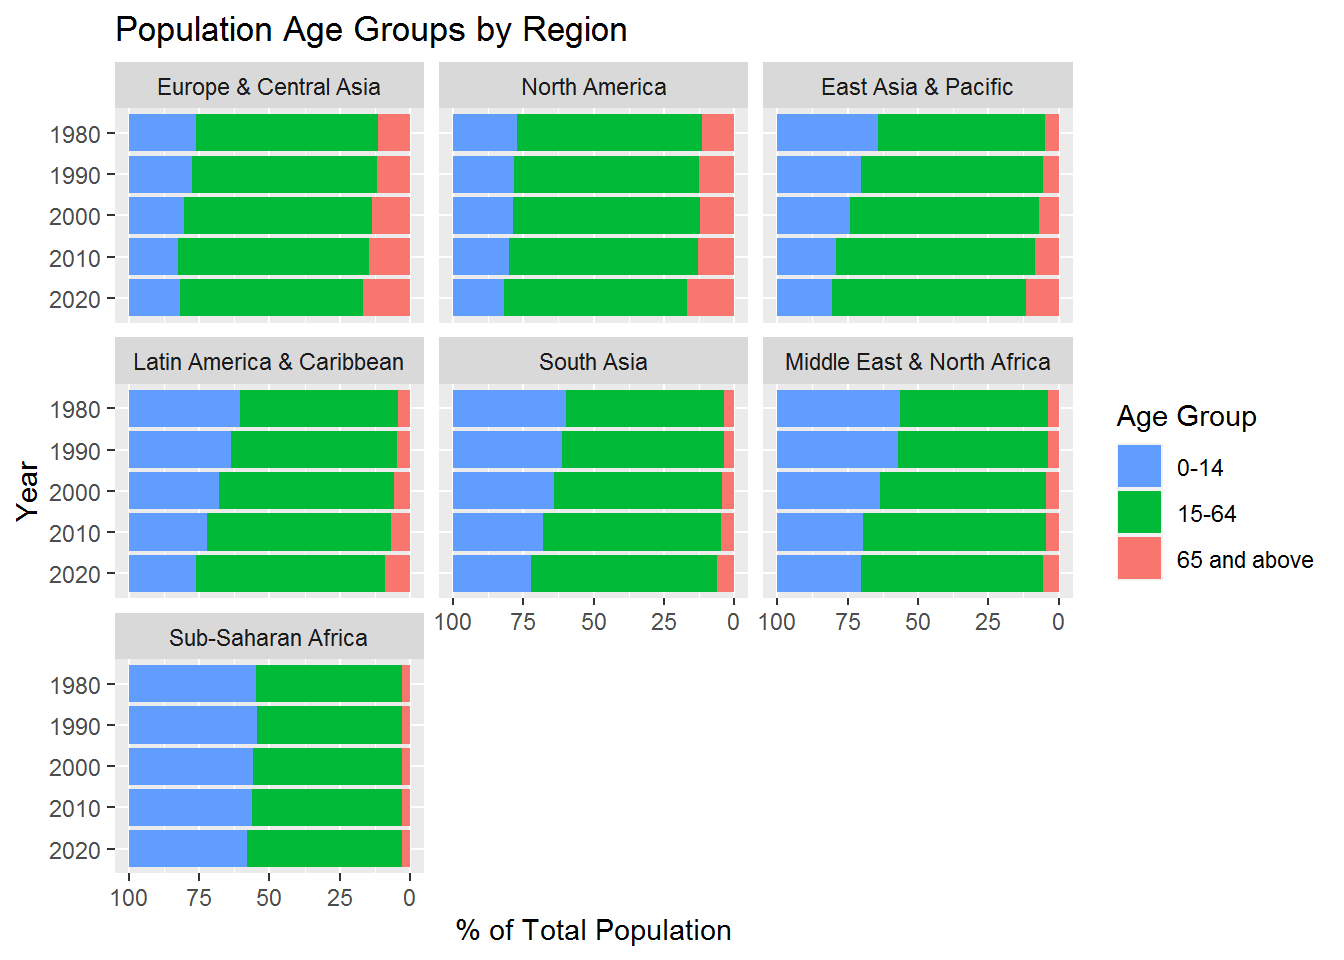 Population Age Groups by Region
Europe & Central Asia
North America
East Asia & Pacific
1980
1990
2000
2010
2020
Latin America & Caribbean
South Asia
Middle East & North Africa
1980
1990
2000
2010
2020
100 75 50 25 0
100 75 50 25 0
Sub-Saharan Africa
1980
1990
2000
2010
2020
100 75 50 25 0
% of Total Population
Year
Age Group
0-14
15-64
65 and above